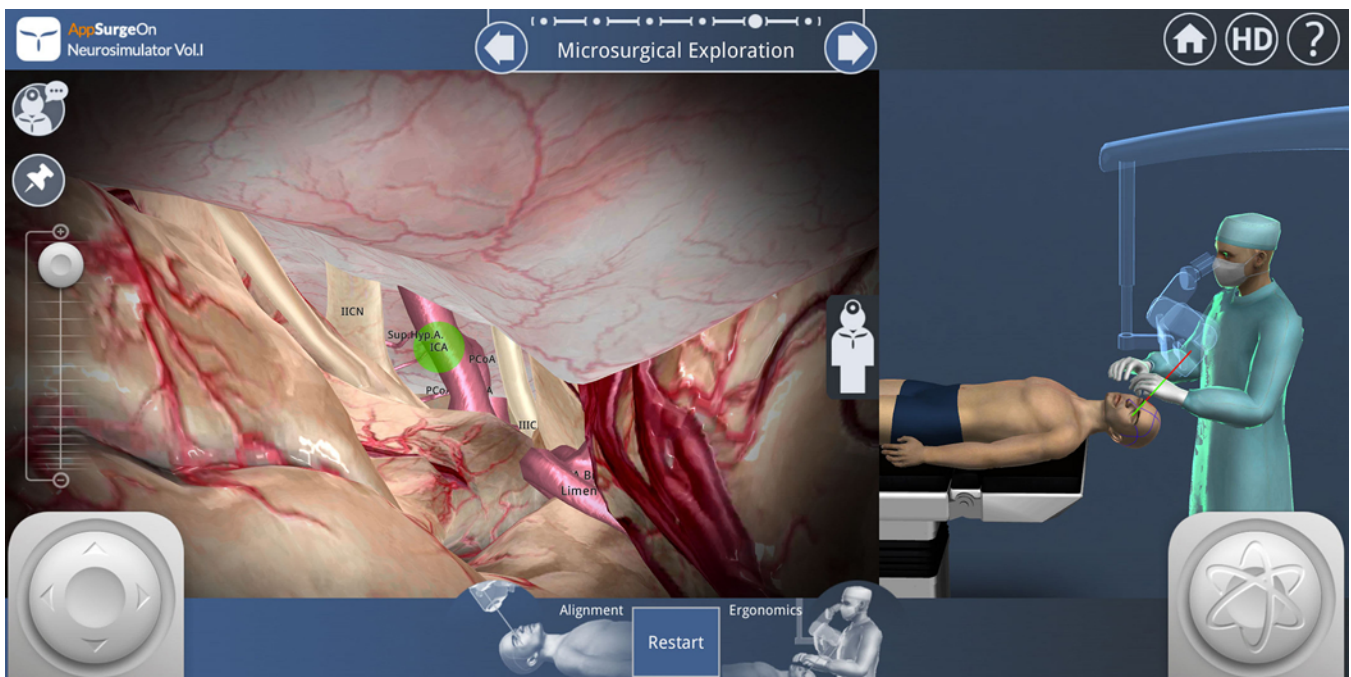 AppSurgeOn
Neurosimulator Vol.I
Microsurgical Exploration
HD
?
IICN
Sup.Hyp.A.
ICA
PCoA
IIIC
Limen
Alignment
Restart
Ergonomics